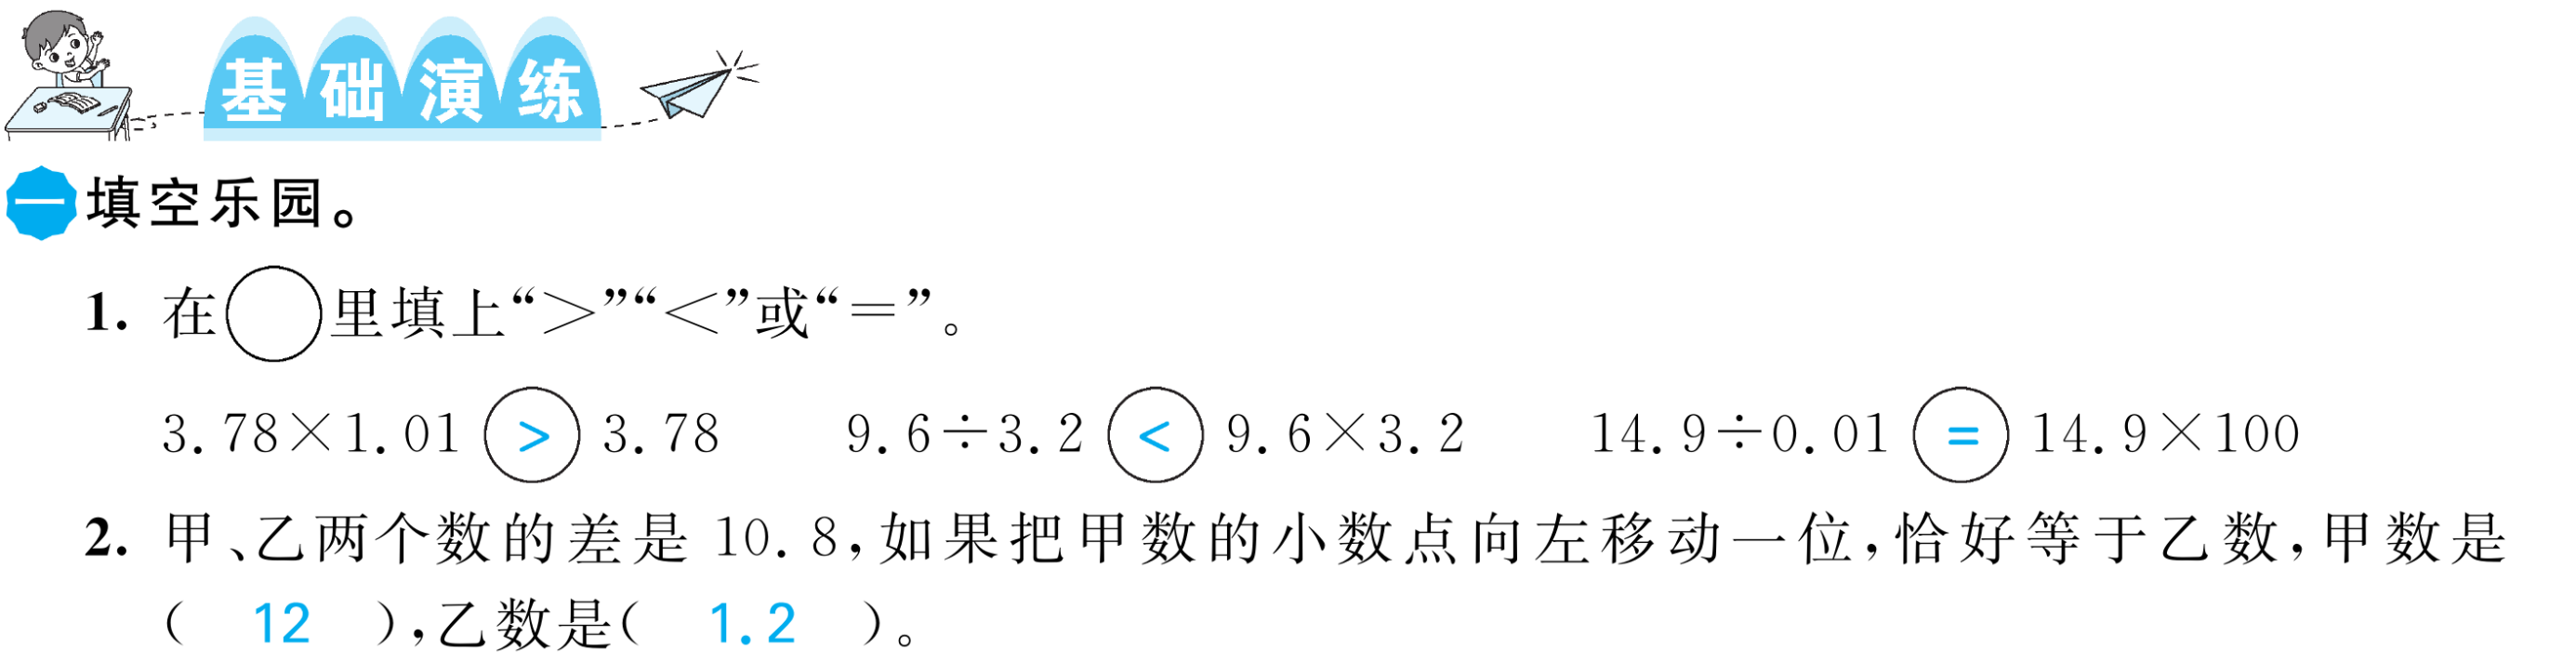 基础演练
一 填空乐园。
1. 在○里填上“>”“<”或“=”。
3.78×1.01 > 3.78 9.6÷3.2 < 9.6×3.2 14.9÷0.01 = 14.9×100
2. 甲、乙两个数的差是 10.8,如果把甲数的小数点向左移动一位,恰好等于乙数,甲数是
( 12 ),乙数是( 1.2 )。